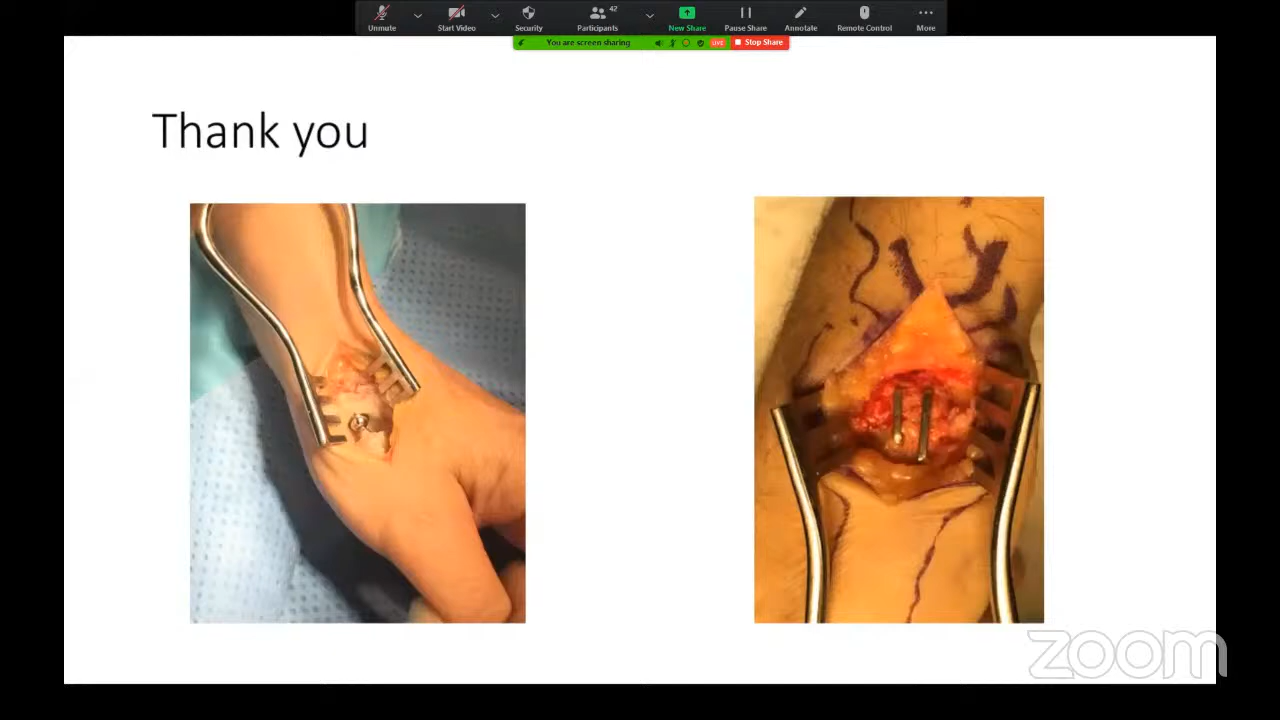 Unmute
Start Video
Security
42
Participants
New Share
Pause Share
Annotate
Remote Control
More
You are screen sharing
LIVE
Stop Share
Thank you
zoom